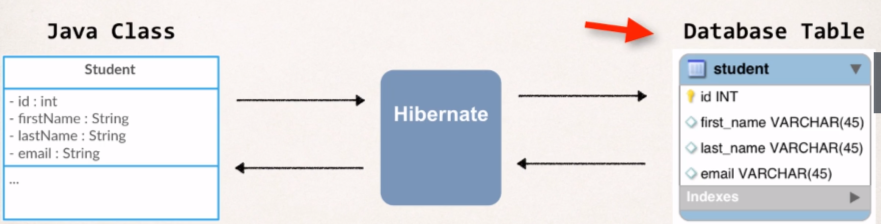 Java Class
Student
- id : int
- firstName : String
- lastName : String
- email : String
...
Hibernate
Database Table
student
id INT
first_name VARCHAR(45)
last_name VARCHAR(45)
email VARCHAR(45)
Indexes